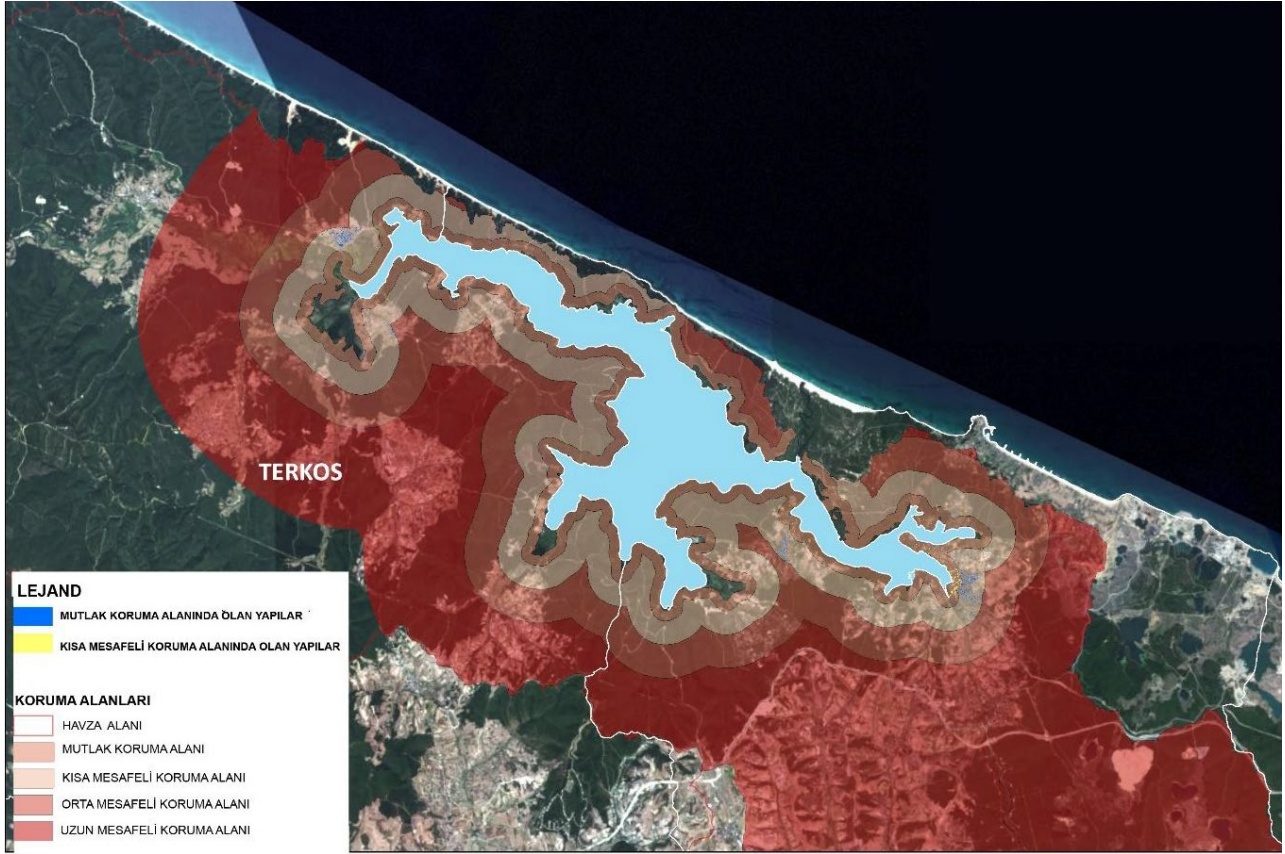 TERKOS
LEJAND
MUTLAK KORUMA ALANINDA OLAN YAPILAR
KISA MESAFELİ KORUMA ALANINDA OLAN YAPILAR
KORUMA ALANLARI
HAVZA ALANI
MUTLAK KORUMA ALANI
KISA MESAFELİ KORUMA ALANI
ORTA MESAFELİ KORUMA ALANI
UZUN MESAFELİ KORUMA ALANI